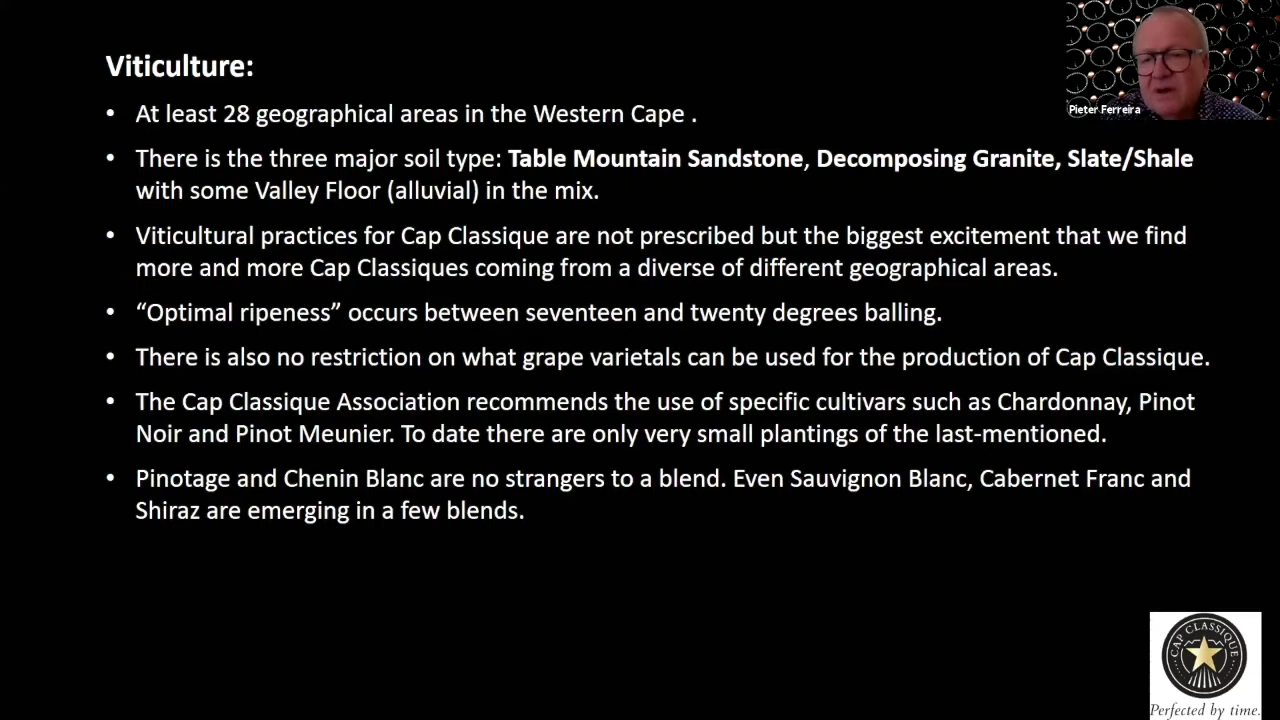 Viticulture:
• At least 28 geographical areas in the Western Cape .
• There is the three major soil type: Table Mountain Sandstone, Decomposing Granite, Slate/Shale
with some Valley Floor (alluvial) in the mix.
• Viticultural practices for Cap Classique are not prescribed but the biggest excitement that we find
more and more Cap Classiques coming from a diverse of different geographical areas.
• “Optimal ripeness” occurs between seventeen and twenty degrees balling.
• There is also no restriction on what grape varietals can be used for the production of Cap Classique.
• The Cap Classique Association recommends the use of specific cultivars such as Chardonnay, Pinot
Noir and Pinot Meunier. To date there are only very small plantings of the last-mentioned.
• Pinotage and Chenin Blanc are no strangers to a blend. Even Sauvignon Blanc, Cabernet Franc and
Shiraz are emerging in a few blends.
Pieter Ferreira
CAP CLASSIQUE
Perfected by time.